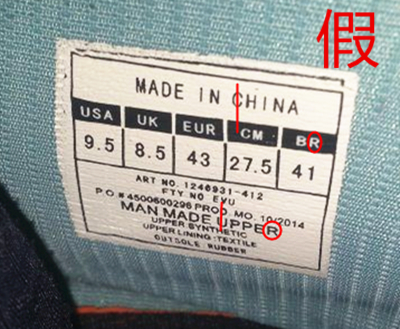 假
MADE IN CHINA
USA UK EUR CM BR
9.5 8.5 43 27.5 41
ART NO. 1246931-412
FTY NO EVU
P.O # 4500600296 PROD. MO. 10/2014
MAN MADE UPPER
UPPER SYNTHETIC
UPPER LINING :TEXTILE
OUTSOLE :RUBBER